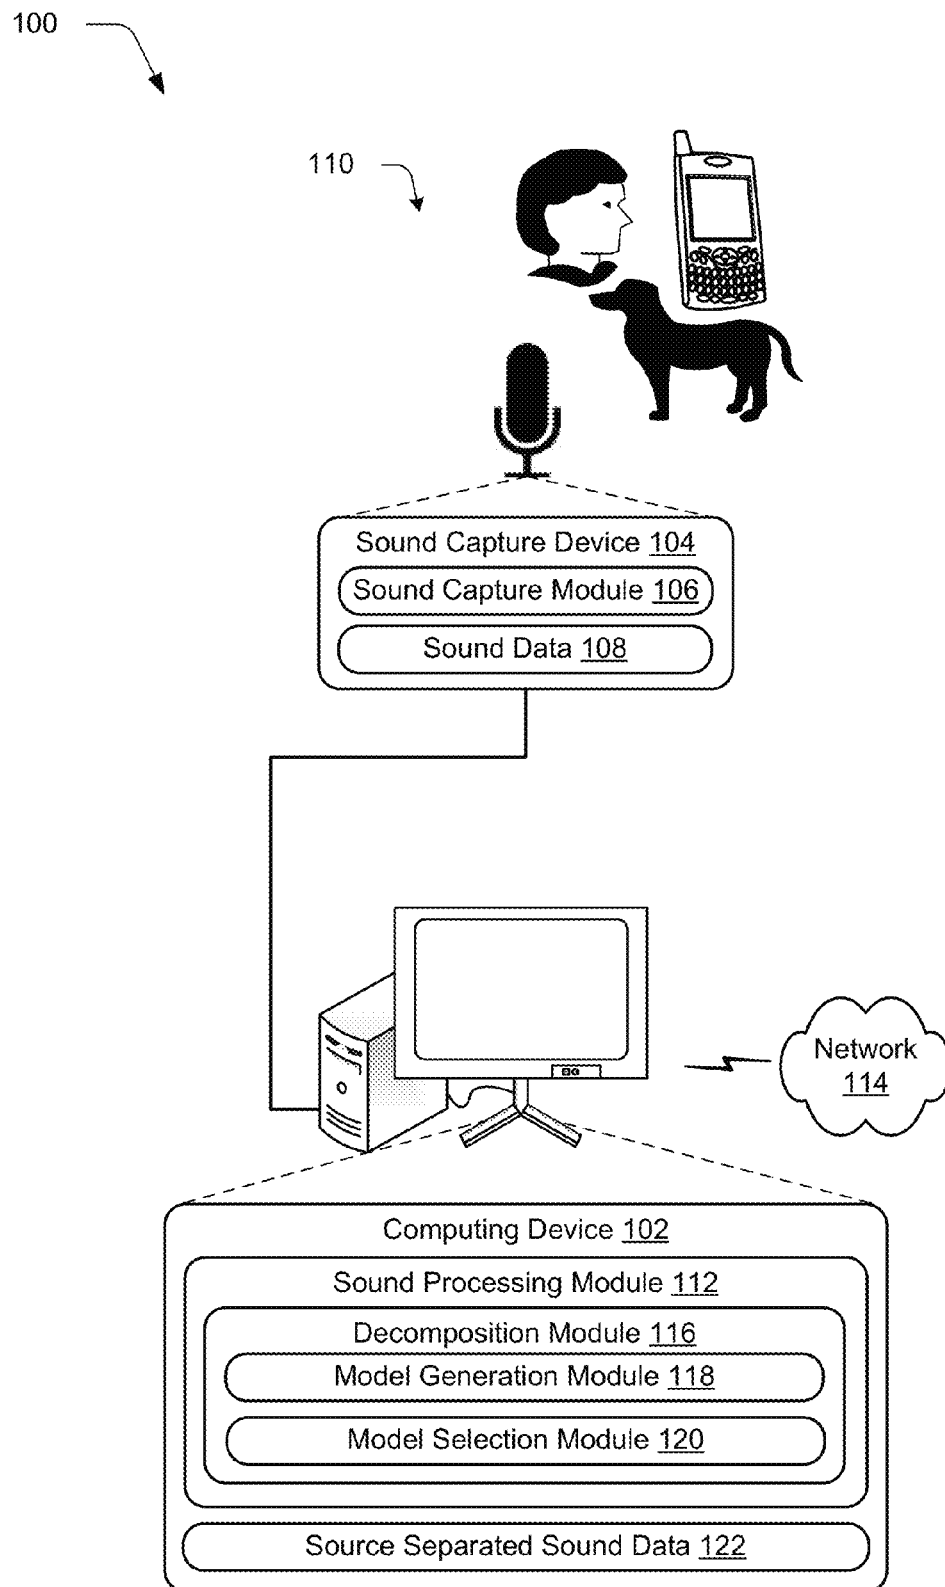 100
110
Sound Capture Device 104
Sound Capture Module 106
Sound Data 108
Network
114
Computing Device 102
Sound Processing Module 112
Decomposition Module 116
Model Generation Module 118
Model Selection Module 120
Source Separated Sound Data 122